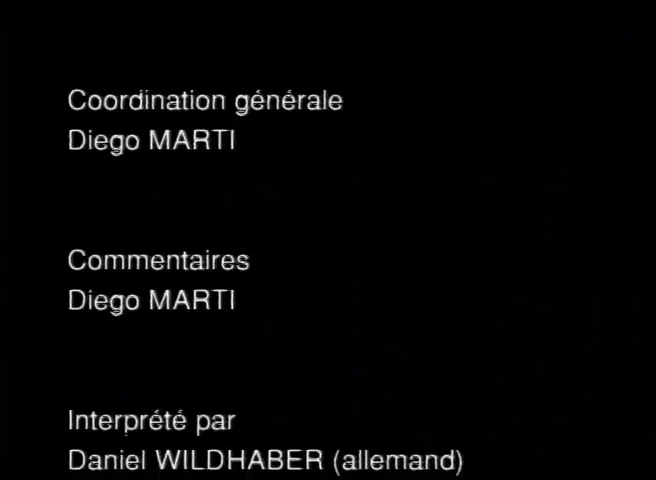 Coordination générale
Diego MARTI
Commentaires
Diego MARTI
Interprété par
Daniel WILDHABER (allemand)